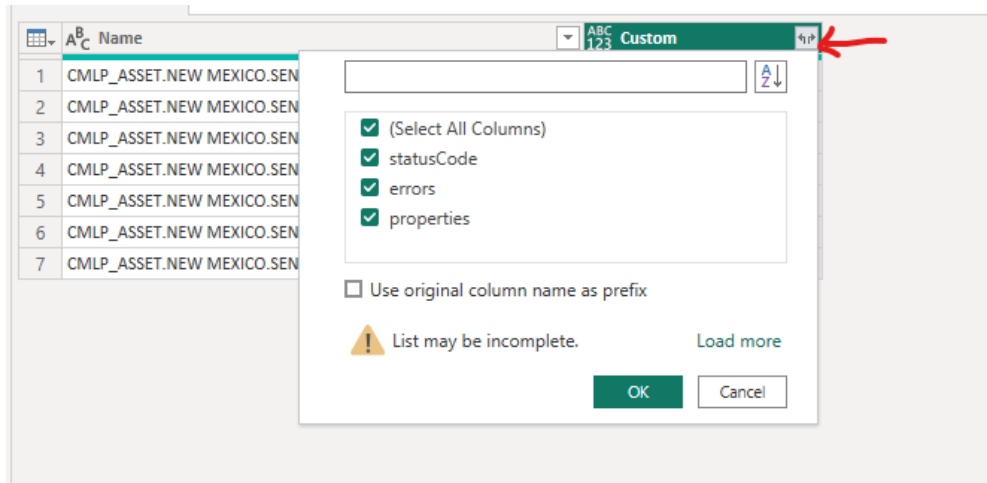 ABC Name ABC 123 Custom
1 CMLP_ASSET.NEW MEXICO.SEN
2 CMLP_ASSET.NEW MEXICO.SEN
3 CMLP_ASSET.NEW MEXICO.SEN
4 CMLP_ASSET.NEW MEXICO.SEN
5 CMLP_ASSET.NEW MEXICO.SEN
6 CMLP_ASSET.NEW MEXICO.SEN
7 CMLP_ASSET.NEW MEXICO.SEN
AZ
(Select All Columns)
statusCode
errors
properties
Use original column name as prefix
List may be incomplete. Load more
OK Cancel